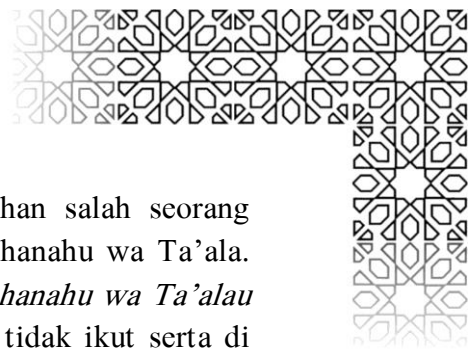 han salah seorang
hanahu wa Ta’ala.
hanahu wa Ta’alau
tidak ikut serta di